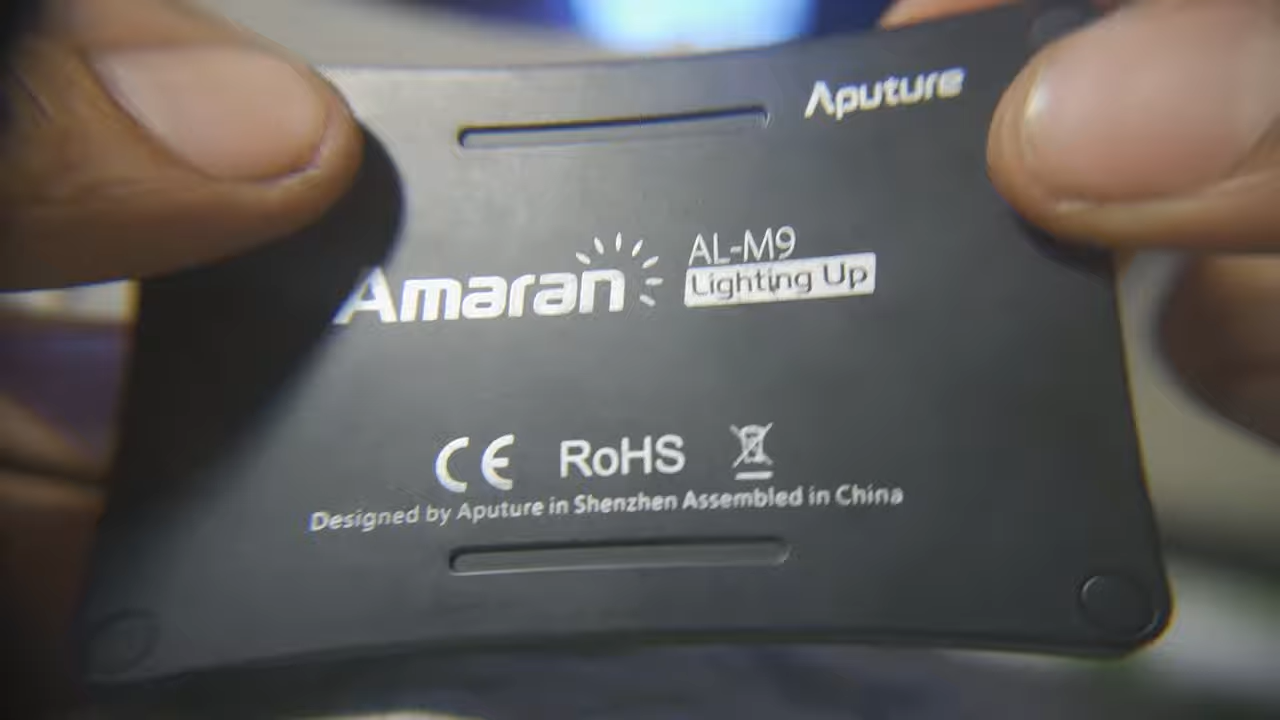 Aputure
Amaran
AL-M9
Lighting Up
CE RoHS
Designed by Aputure in Shenzhen Assembled in China